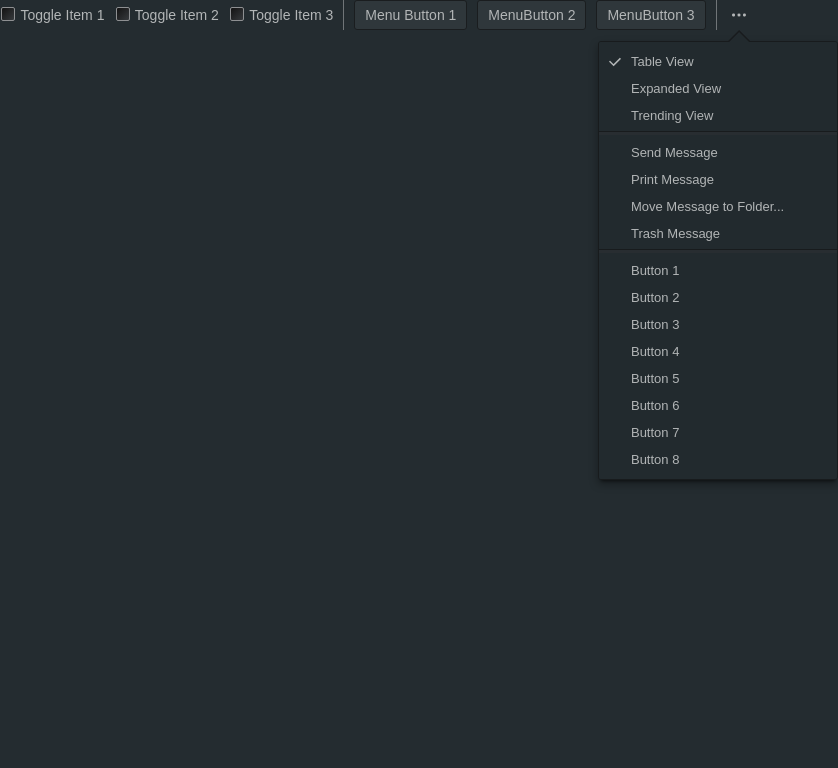 Toggle Item 1 Toggle Item 2 Toggle Item 3 Menu Button 1 MenuButton 2 MenuButton 3
Table View
Expanded View
Trending View
Send Message
Print Message
Move Message to Folder...
Trash Message
Button 1
Button 2
Button 3
Button 4
Button 5
Button 6
Button 7
Button 8